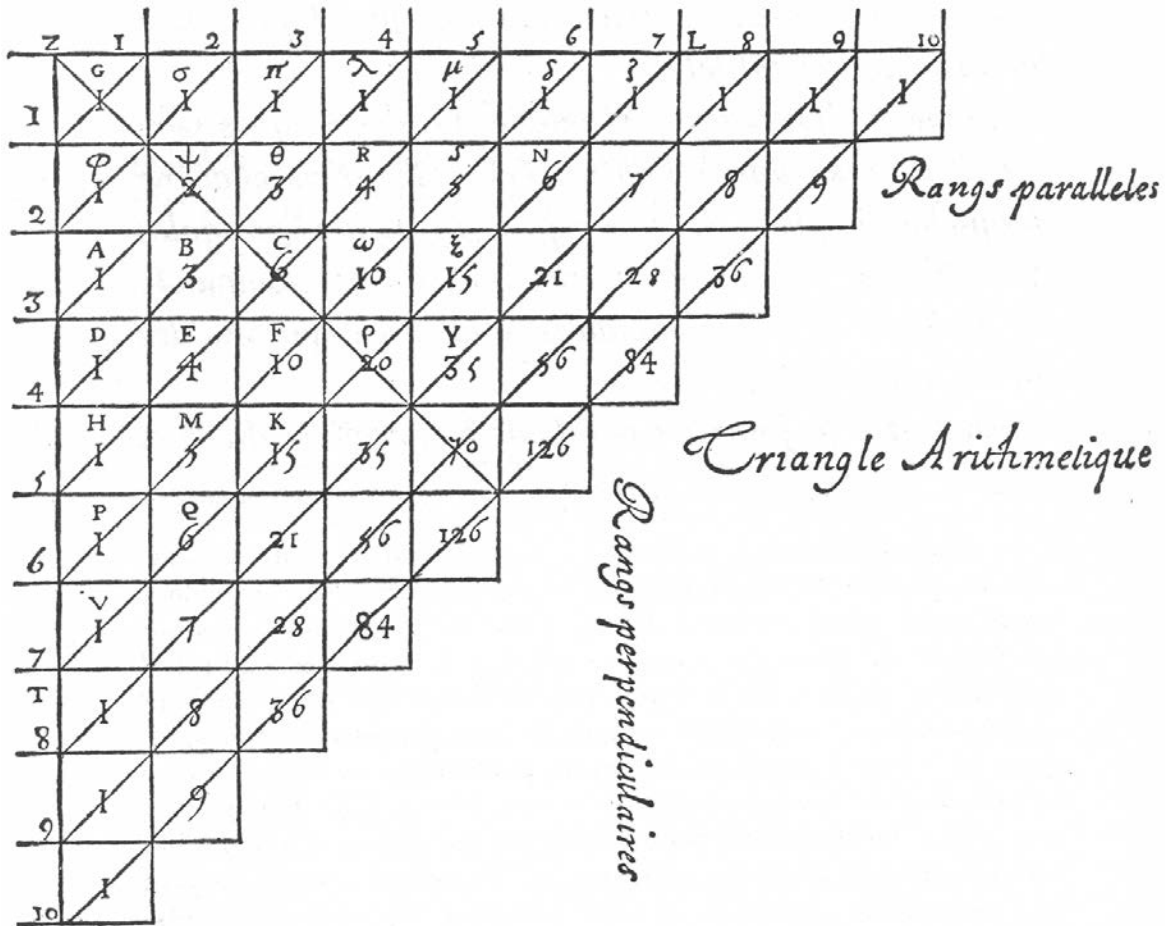 Z 1 2 3 4 5 6 7 L 8 9 10
G σ π λ μ δ ζ
1 1 1 1 1 1 1 1 1 1 1
φ ψ θ R S N
2 1 2 3 4 5 6 7 8 9 Rangs paralleles
A B C ω ξ
3 1 3 6 10 15 21 28 36
D E F ρ Y
4 1 4 10 20 35 56 84
H M K
5 1 5 15 35 70 126 Triangle Arithmetique
P Q
6 1 6 21 56 126
V
7 1 7 28 84
T
8 1 8 36
9 1 9
10 1
Rangs perpendiculaires